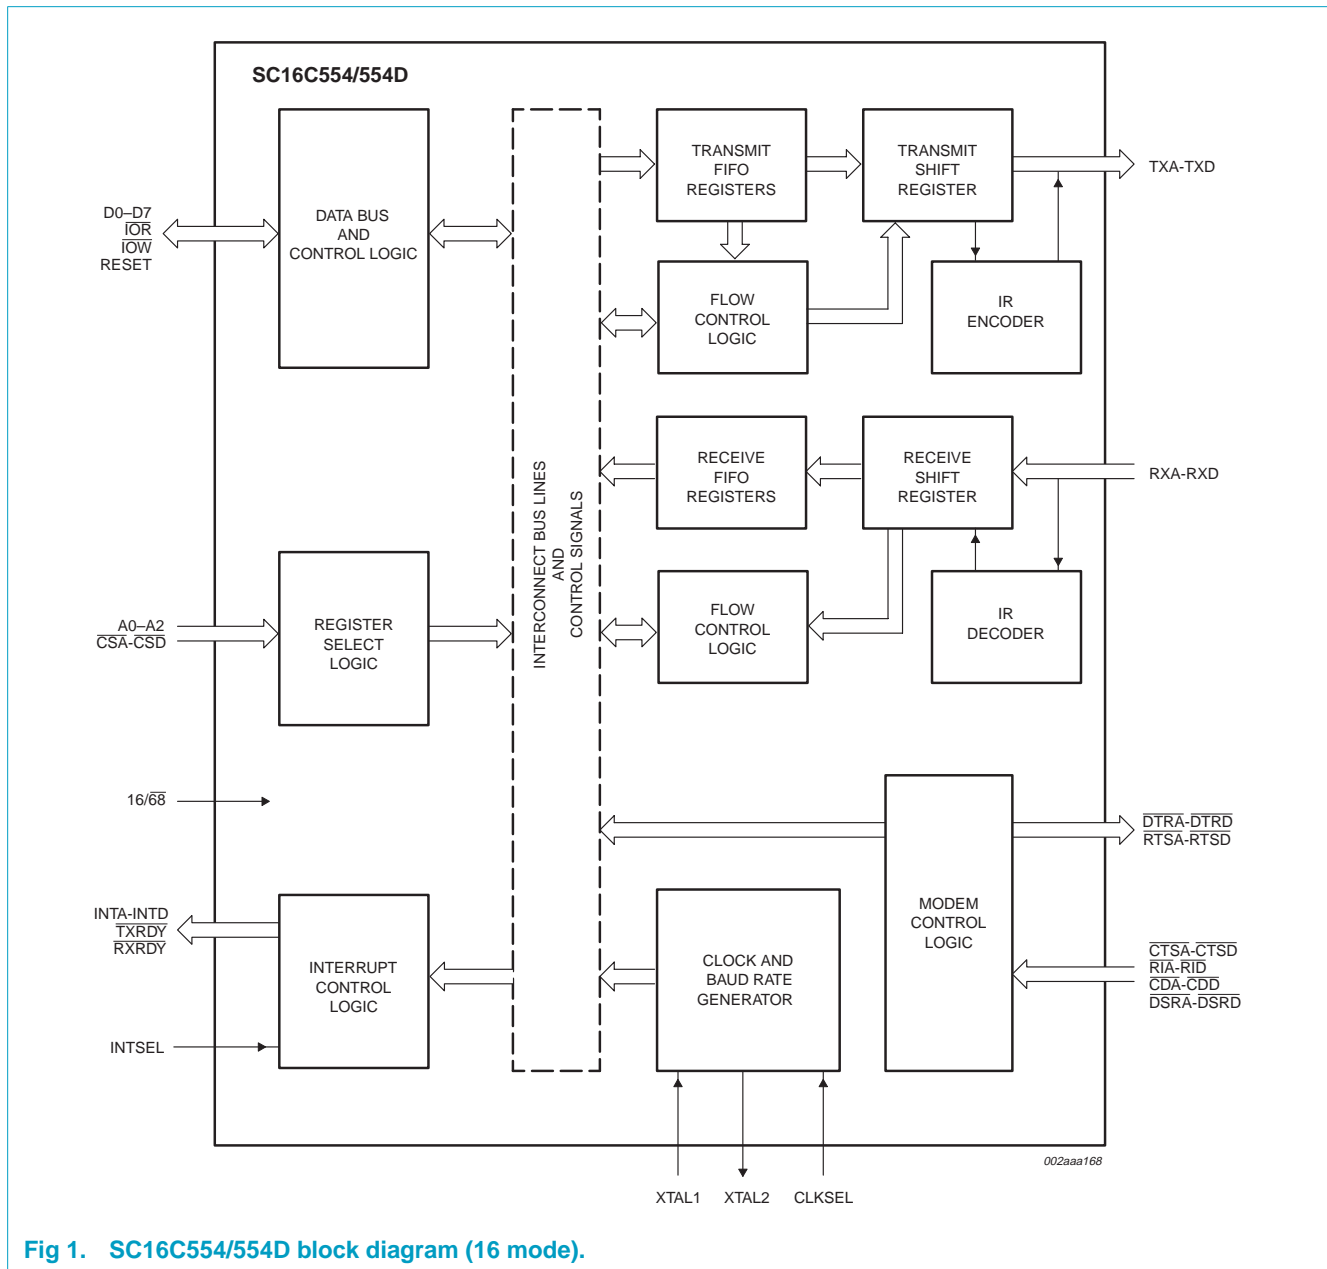 SC16C554/554D
DATA BUS
AND
CONTROL LOGIC
D0–D7
IOR
IOW
RESET
TRANSMIT
FIFO
REGISTERS
TRANSMIT
SHIFT
REGISTER
TXA-TXD
FLOW
CONTROL
LOGIC
IR
ENCODER
INTERCONNECT BUS LINES
AND
CONTROL SIGNALS
RECEIVE
FIFO
REGISTERS
RECEIVE
SHIFT
REGISTER
RXA-RXD
A0–A2
CSA-CSD
REGISTER
SELECT
LOGIC
FLOW
CONTROL
LOGIC
IR
DECODER
16/68
DTRA-DTRD
RTSA-RTSD
MODEM
CONTROL
LOGIC
INTA-INTD
TXRDY
RXRDY
INTERRUPT
CONTROL
LOGIC
CLOCK AND
BAUD RATE
GENERATOR
CTSA-CTSD
RIA-RID
CDA-CDD
DSRA-DSRD
INTSEL
XTAL1 XTAL2 CLKSEL
002aaa168
Fig 1. SC16C554/554D block diagram (16 mode).